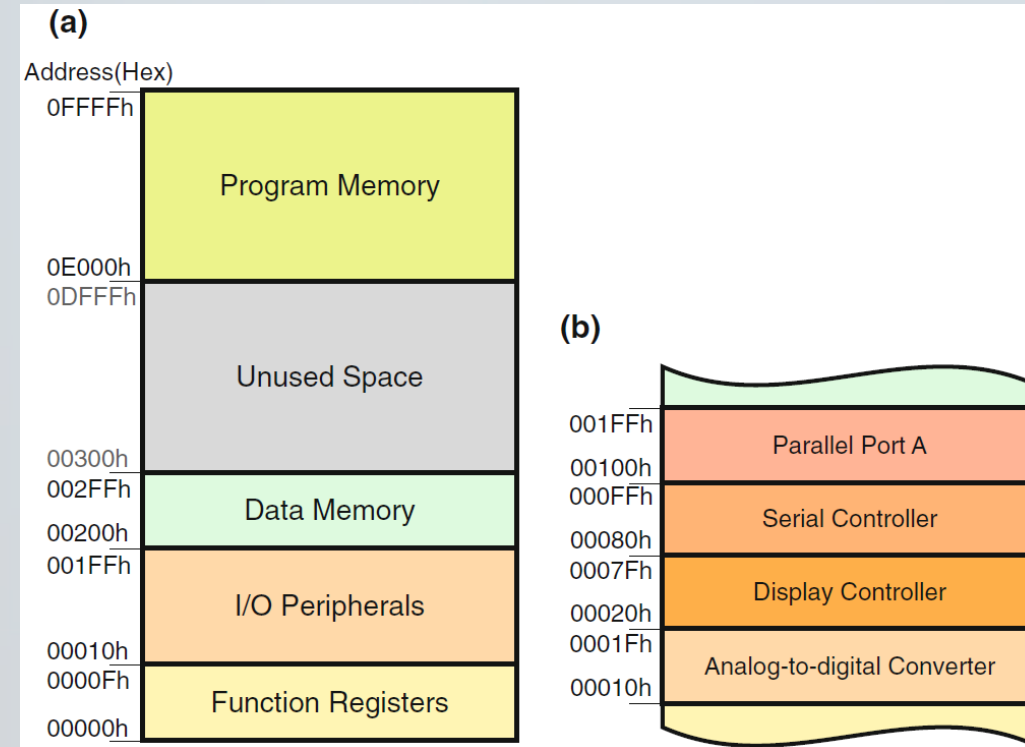 (a)
Address(Hex)
0FFFFh
Program Memory
0E000h
0DFFFh
Unused Space
00300h
002FFh
Data Memory
00200h
001FFh
I/O Peripherals
00010h
0000Fh
Function Registers
00000h
(b)
001FFh
Parallel Port A
00100h
000FFh
Serial Controller
00080h
0007Fh
Display Controller
00020h
0001Fh
Analog-to-digital Converter
00010h